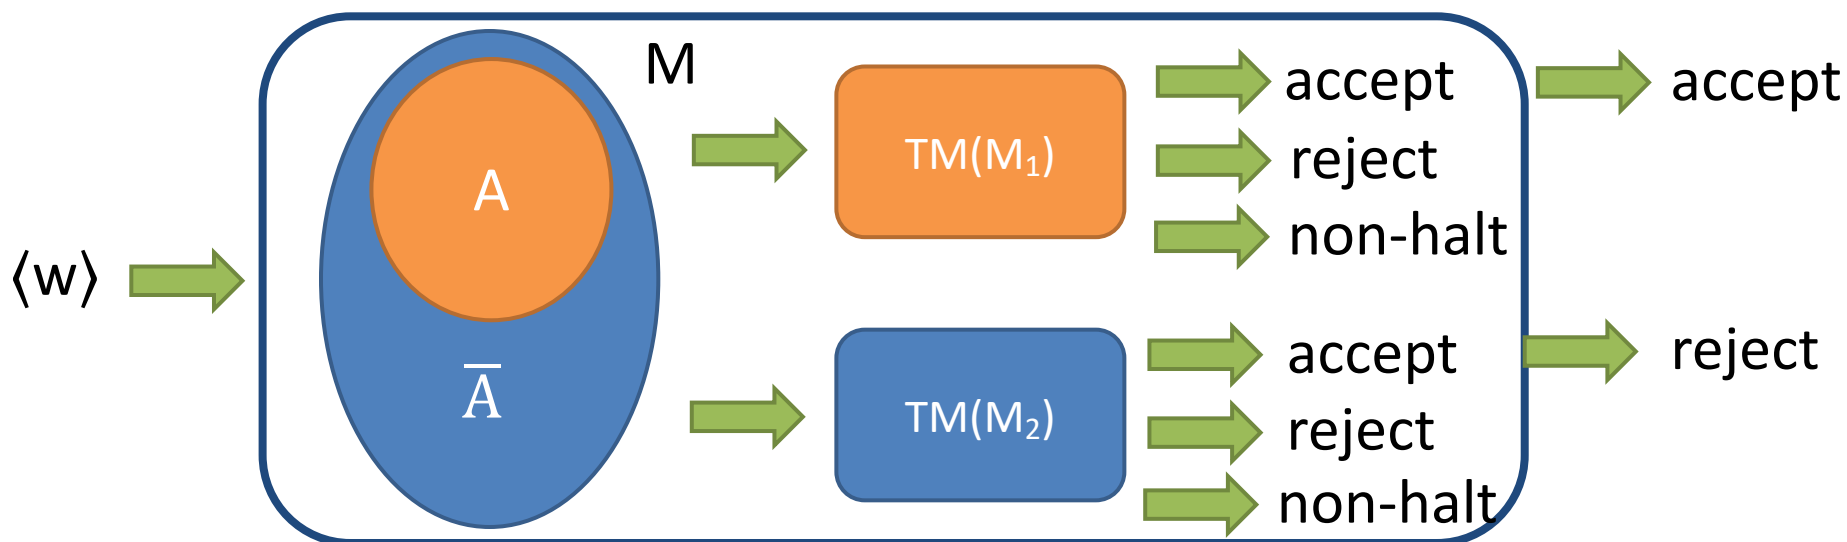 M
accept
accept
TM(M₁)
reject
A
non-halt
⟨w⟩
accept
reject
A̅
TM(M₂)
reject
non-halt